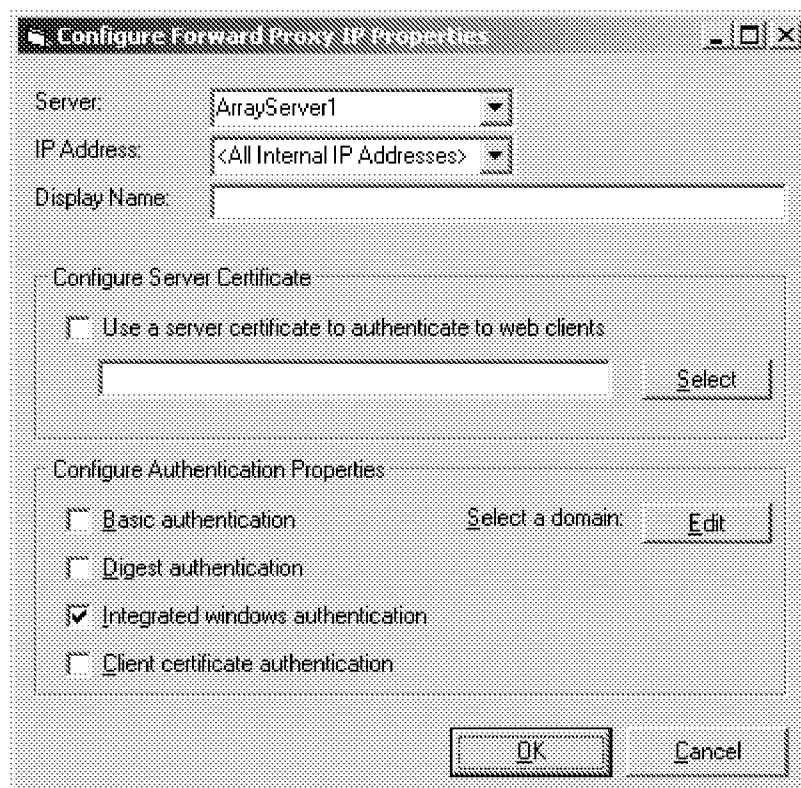 Configure Forward Proxy IP Properties
Server: ArrayServer1
IP Address: <All Internal IP Addresses>
Display Name:
Configure Server Certificate
Use a server certificate to authenticate to web clients
Select
Configure Authentication Properties
Basic authentication Select a domain: Edit
Digest authentication
Integrated windows authentication
Client certificate authentication
OK Cancel